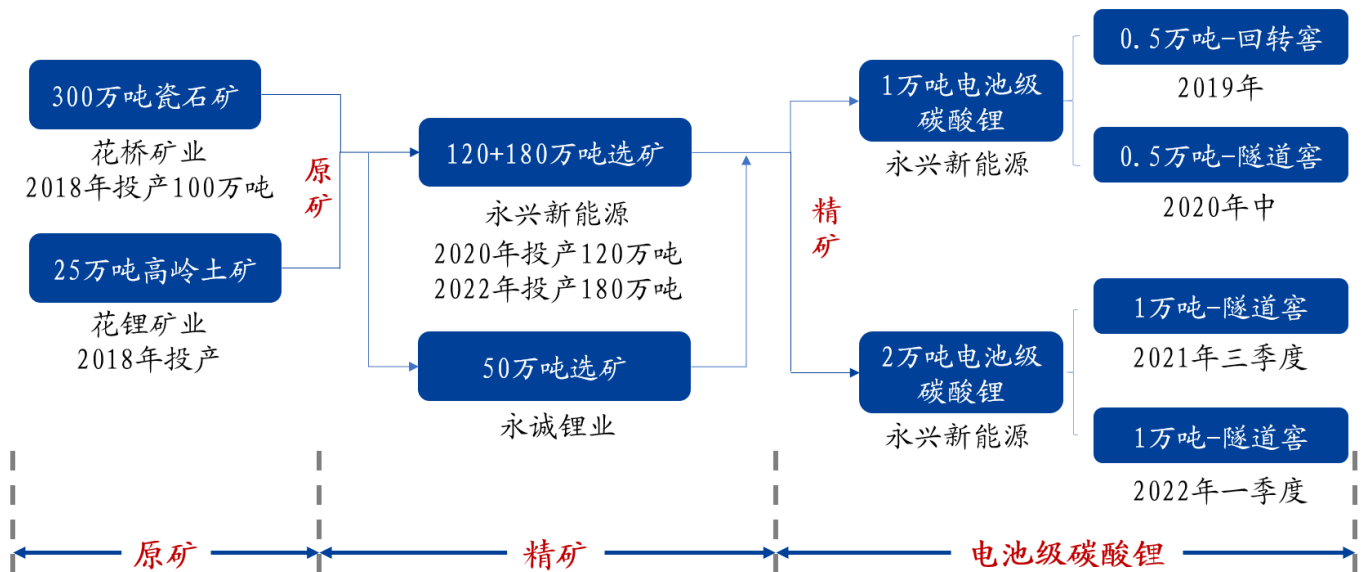 300万吨瓷石矿
花桥矿业
2018年投产100万吨
25万吨高岭土矿
花锂矿业
2018年投产
原
矿
120+180万吨选矿
永兴新能源
2020年投产120万吨
2022年投产180万吨
50万吨选矿
永诚锂业
精
矿
1万吨电池级
碳酸锂
永兴新能源
0.5万吨-回转窖
2019年
0.5万吨-隧道窖
2020年中
2万吨电池级
碳酸锂
永兴新能源
1万吨-隧道窖
2021年三季度
1万吨-隧道窖
2022年一季度
原矿
精矿
电池级碳酸锂